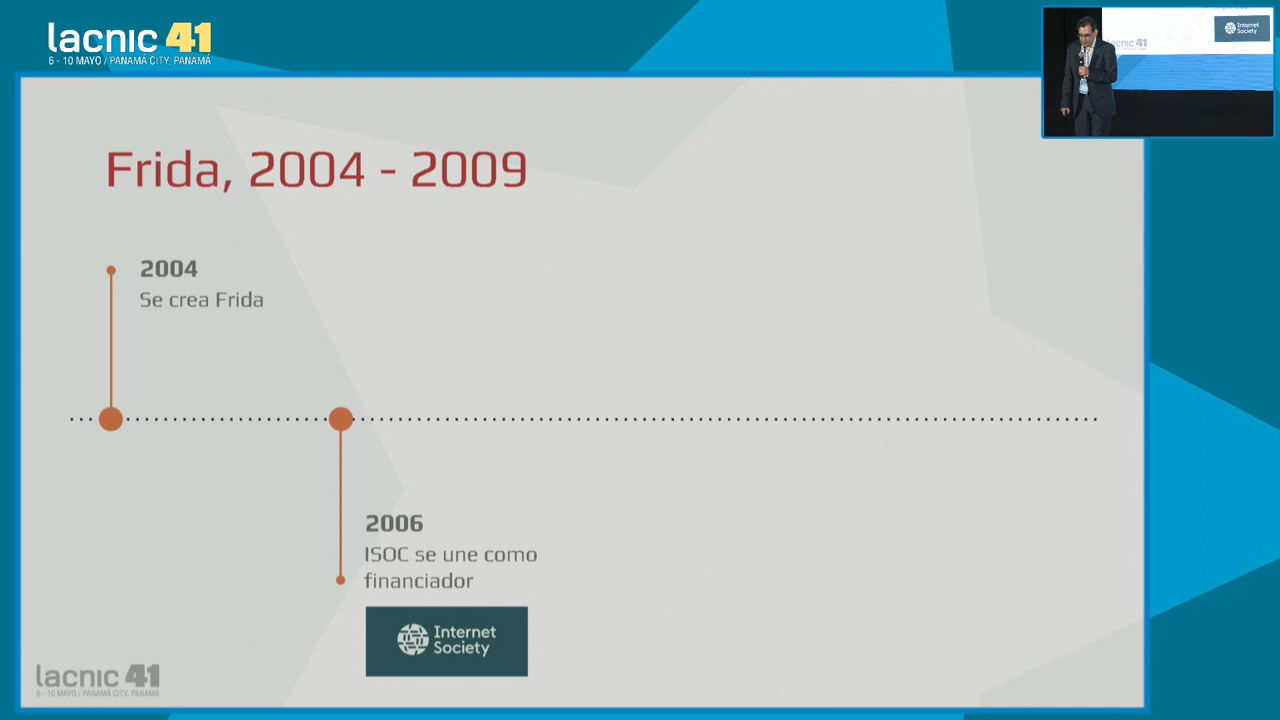 lacnic 41
6 - 10 MAYO / PANAMÁ CITY, PANAMÁ
Internet
Society
Frida, 2004 - 2009
2004
Se crea Frida
2006
ISOC se une como
financiador
Internet
Society
lacnic 41
6 - 10 MAYO / PANAMÁ CITY, PANAMÁ